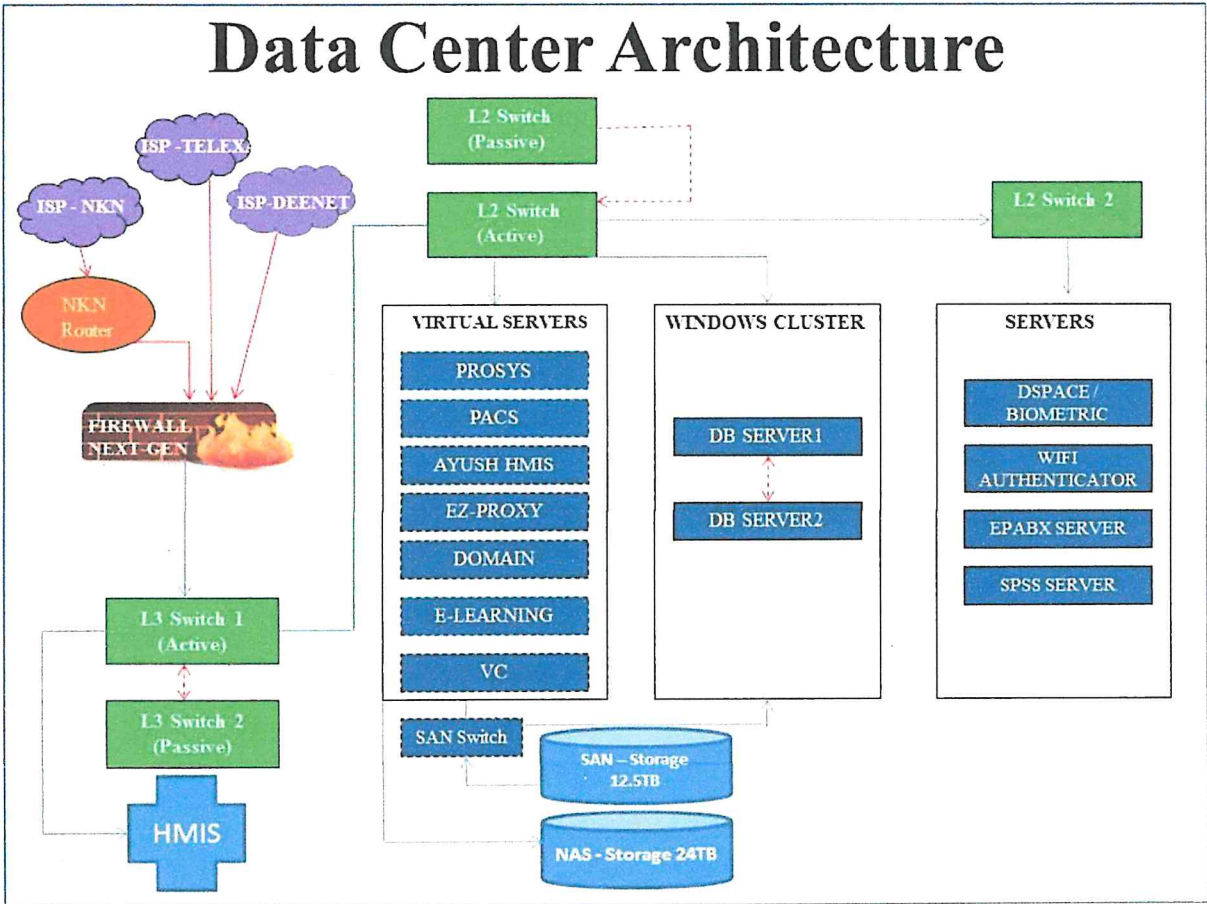 Data Center Architecture
L2 Switch
(Passive)
ISP -TELEX
ISP - NKN
ISP-DEENET
L2 Switch
(Active)
L2 Switch 2
NKN
Router
FIREWALL
NEXT-GEN
VIRTUAL SERVERS
PROSYS
PACS
AYUSH HMIS
EZ-PROXY
DOMAIN
E-LEARNING
VC
WINDOWS CLUSTER
DB SERVER1
DB SERVER2
SERVERS
DSPACE /
BIOMETRIC
WIFI
AUTHENTICATOR
EPABX SERVER
SPSS SERVER
L3 Switch 1
(Active)
L3 Switch 2
(Passive)
HMIS
SAN Switch
SAN – Storage
12.5TB
NAS - Storage 24TB